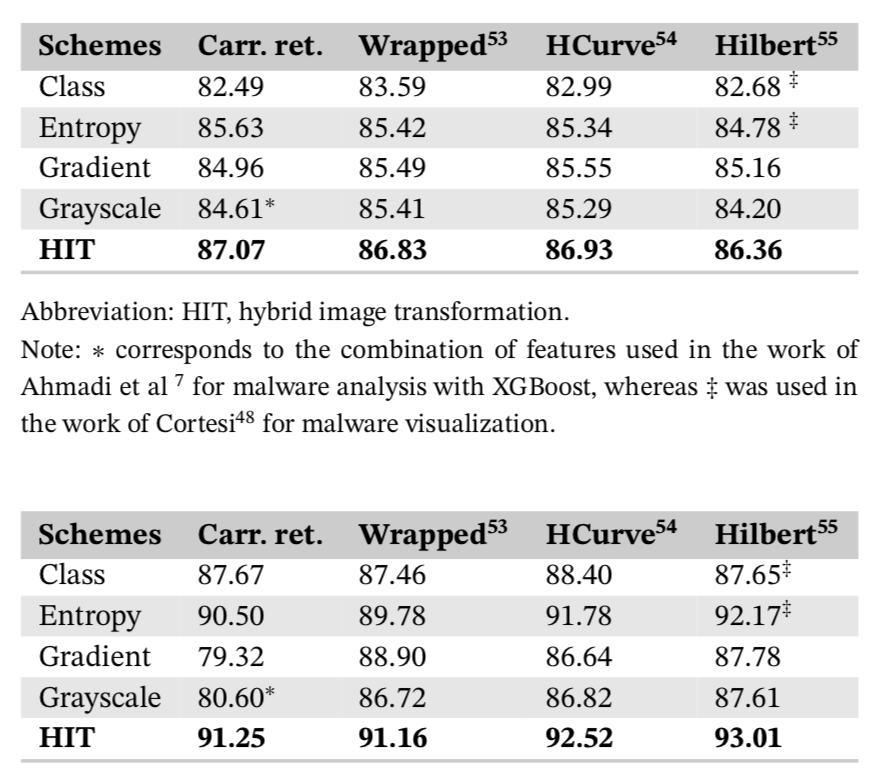 Schemes Carr. ret. Wrapped⁵³ HCurve⁵⁴ Hilbert⁵⁵
Class 82.49 83.59 82.99 82.68 ‡
Entropy 85.63 85.42 85.34 84.78 ‡
Gradient 84.96 85.49 85.55 85.16
Grayscale 84.61* 85.41 85.29 84.20
HIT 87.07 86.83 86.93 86.36
Abbreviation: HIT, hybrid image transformation.
Note: * corresponds to the combination of features used in the work of
Ahmadi et al ⁷ for malware analysis with XGBoost, whereas ‡ was used in
the work of Cortesi⁴⁸ for malware visualization.
Schemes Carr. ret. Wrapped⁵³ HCurve⁵⁴ Hilbert⁵⁵
Class 87.67 87.46 88.40 87.65‡
Entropy 90.50 89.78 91.78 92.17‡
Gradient 79.32 88.90 86.64 87.78
Grayscale 80.60* 86.72 86.82 87.61
HIT 91.25 91.16 92.52 93.01